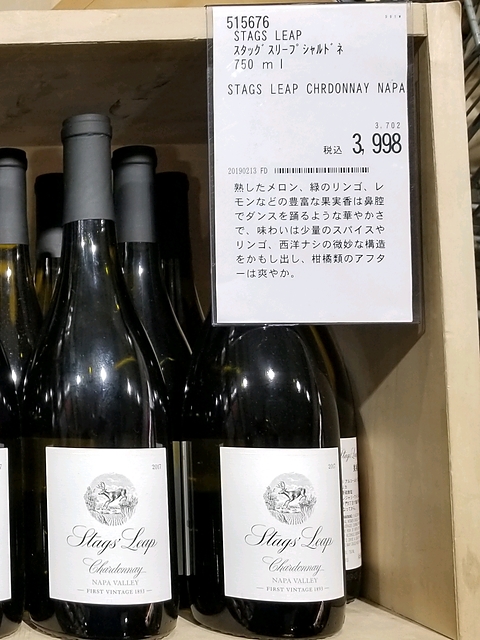 515676
STAGS LEAP
ｽﾀｯｸﾞｽﾘｰﾌﾟｼｬﾙﾄﾞﾈ
750 ml
STAGS LEAP CHRDONNAY NAPA
3,702
税込 3,998
20190213 FD
熟したメロン、緑のリンゴ、レ
モンなどの豊富な果実香は鼻腔
でダンスを踊るような華やかさ
で、味わいは少量のスパイスや
リンゴ、西洋ナシの微妙な構造
をかもし出し、柑橘類のアフタ
ーは爽やか。
2017
Stags' Leap
Chardonnay
NAPA VALLEY
FIRST VINTAGE 1893
2017
Stags' Leap
Chardonnay
NAPA VALLEY
FIRST VINTAGE 1893